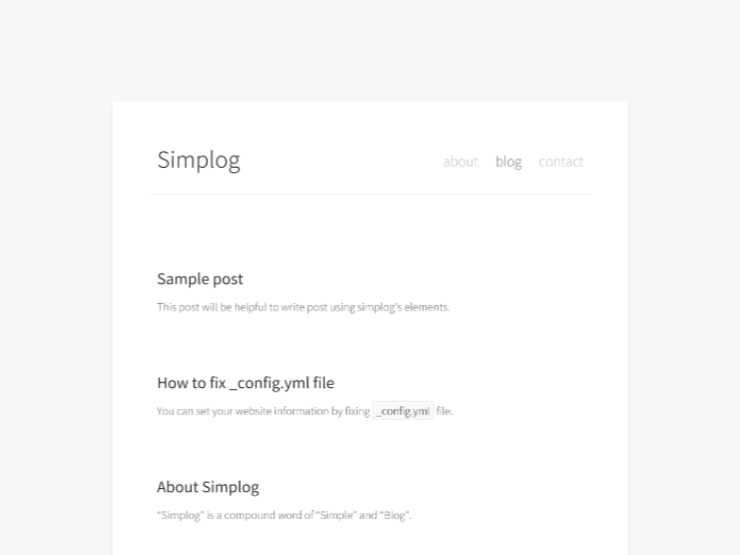 Simplog
about blog contact
Sample post
This post will be helpful to write post using simplog's elements.
How to fix _config.yml file
You can set your website information by fixing _config.yml file.
About Simplog
“Simplog” is a compound word of “Simple” and “Blog”.